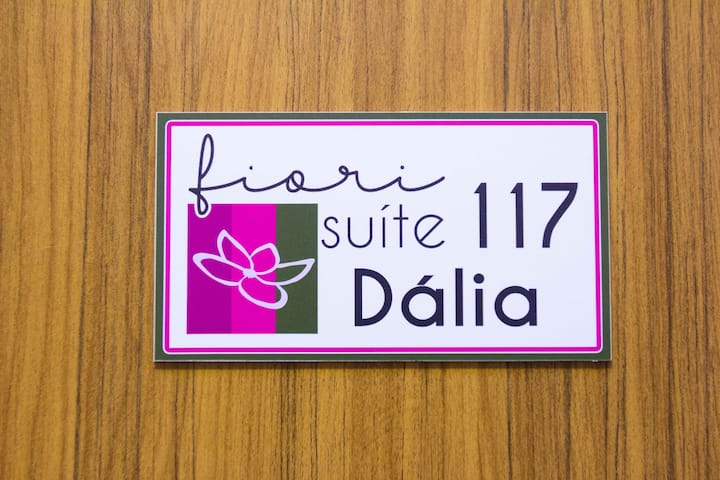 fiori
suíte 117
Dália